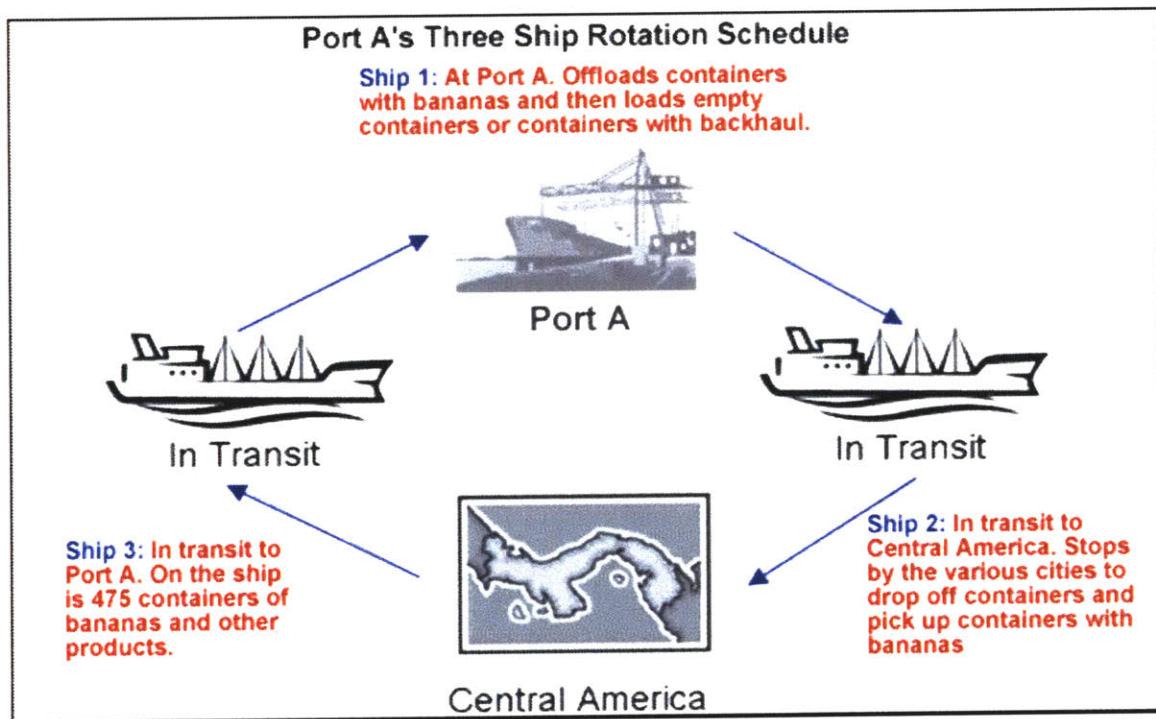 Port A's Three Ship Rotation Schedule
Ship 1: At Port A. Offloads containers
with bananas and then loads empty
containers or containers with backhaul.
Port A
In Transit
In Transit
Ship 3: In transit to
Port A. On the ship
is 475 containers of
bananas and other
products.
Ship 2: In transit to
Central America. Stops
by the various cities to
drop off containers and
pick up containers with
bananas
Central America